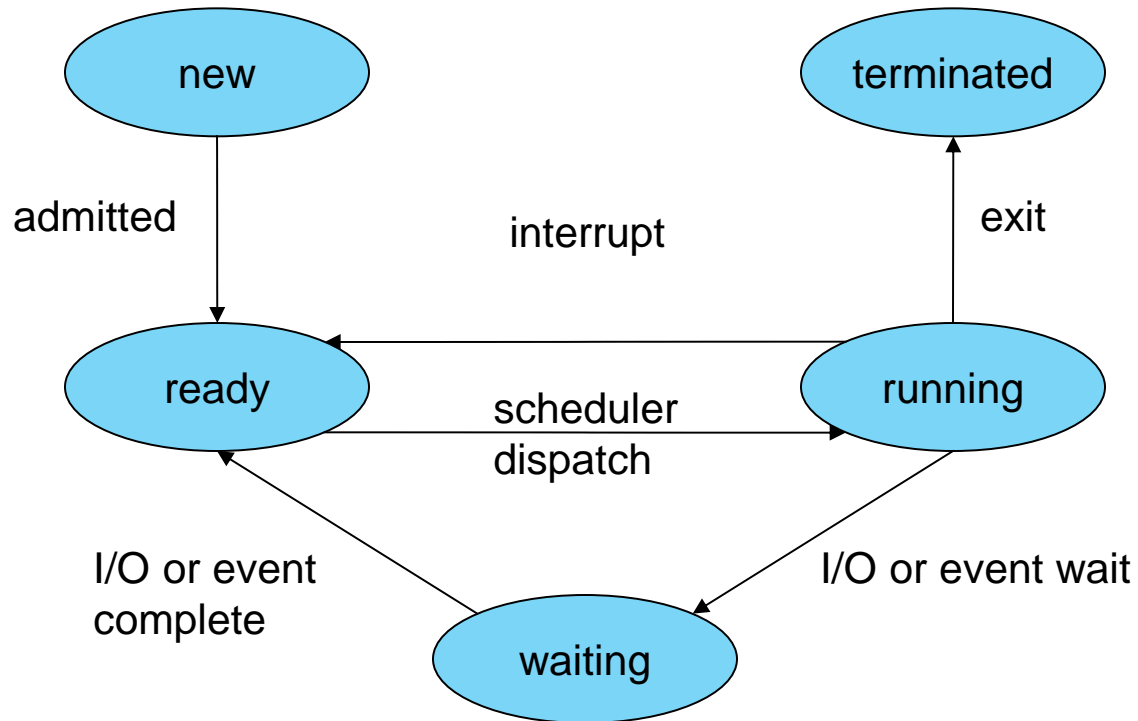 new
terminated
admitted
interrupt
exit
ready
running
scheduler
dispatch
I/O or event
complete
I/O or event wait
waiting